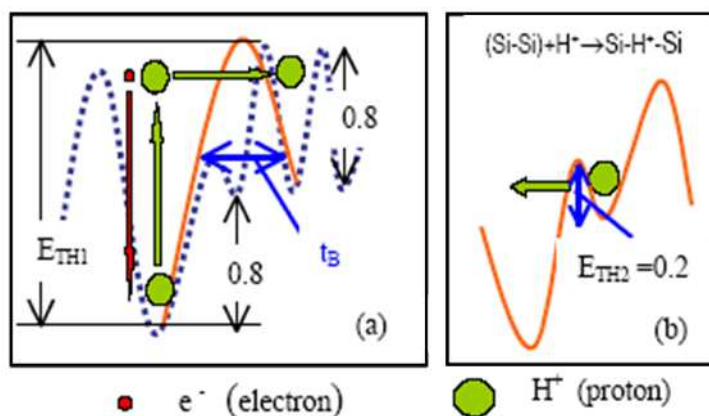 0.8
E_TH1
0.8
t_B
(a)
(Si-Si)+H⁺→Si-H⁺-Si
E_TH2 =0.2
(b)
e⁻ (electron)
H⁺ (proton)